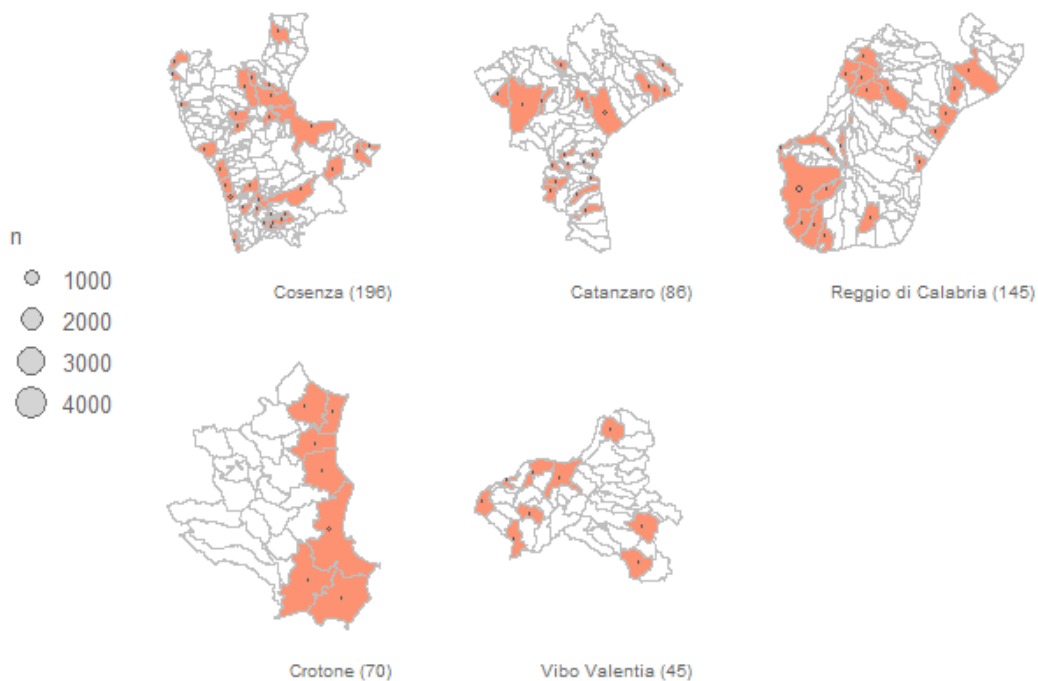 n
1000
2000
3000
4000
Cosenza (196)
Catanzaro (86)
Reggio di Calabria (145)
Crotone (70)
Vibo Valentia (45)